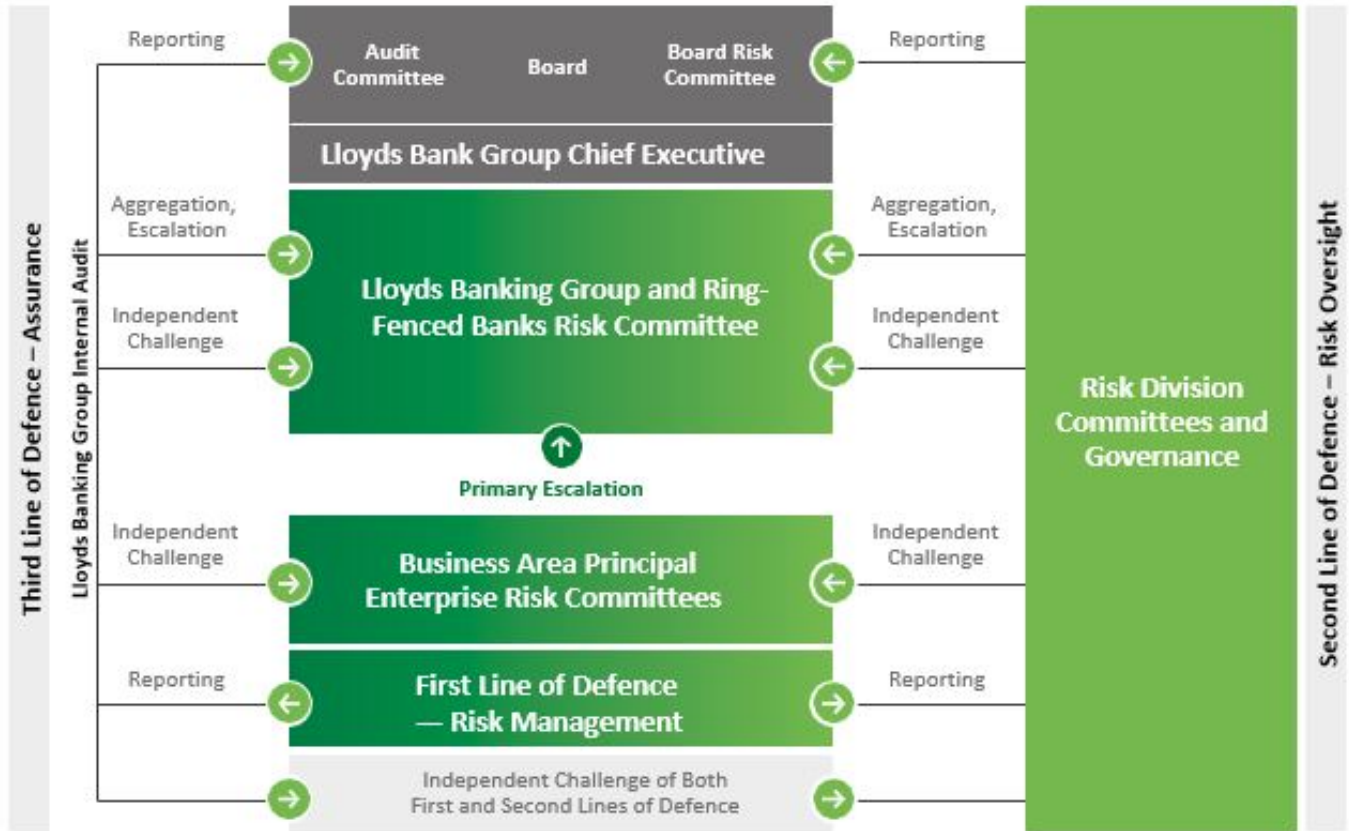 Third Line of Defence – Assurance
Lloyds Banking Group Internal Audit
Reporting
Audit
Committee
Board
Board Risk
Committee
Reporting
Lloyds Bank Group Chief Executive
Aggregation,
Escalation
Aggregation,
Escalation
Lloyds Banking Group and Ring-
Fenced Banks Risk Committee
Independent
Challenge
Independent
Challenge
Primary Escalation
Independent
Challenge
Business Area Principal
Enterprise Risk Committees
Independent
Challenge
Reporting
First Line of Defence
— Risk Management
Reporting
Independent Challenge of Both
First and Second Lines of Defence
Risk Division
Committees and
Governance
Second Line of Defence – Risk Oversight